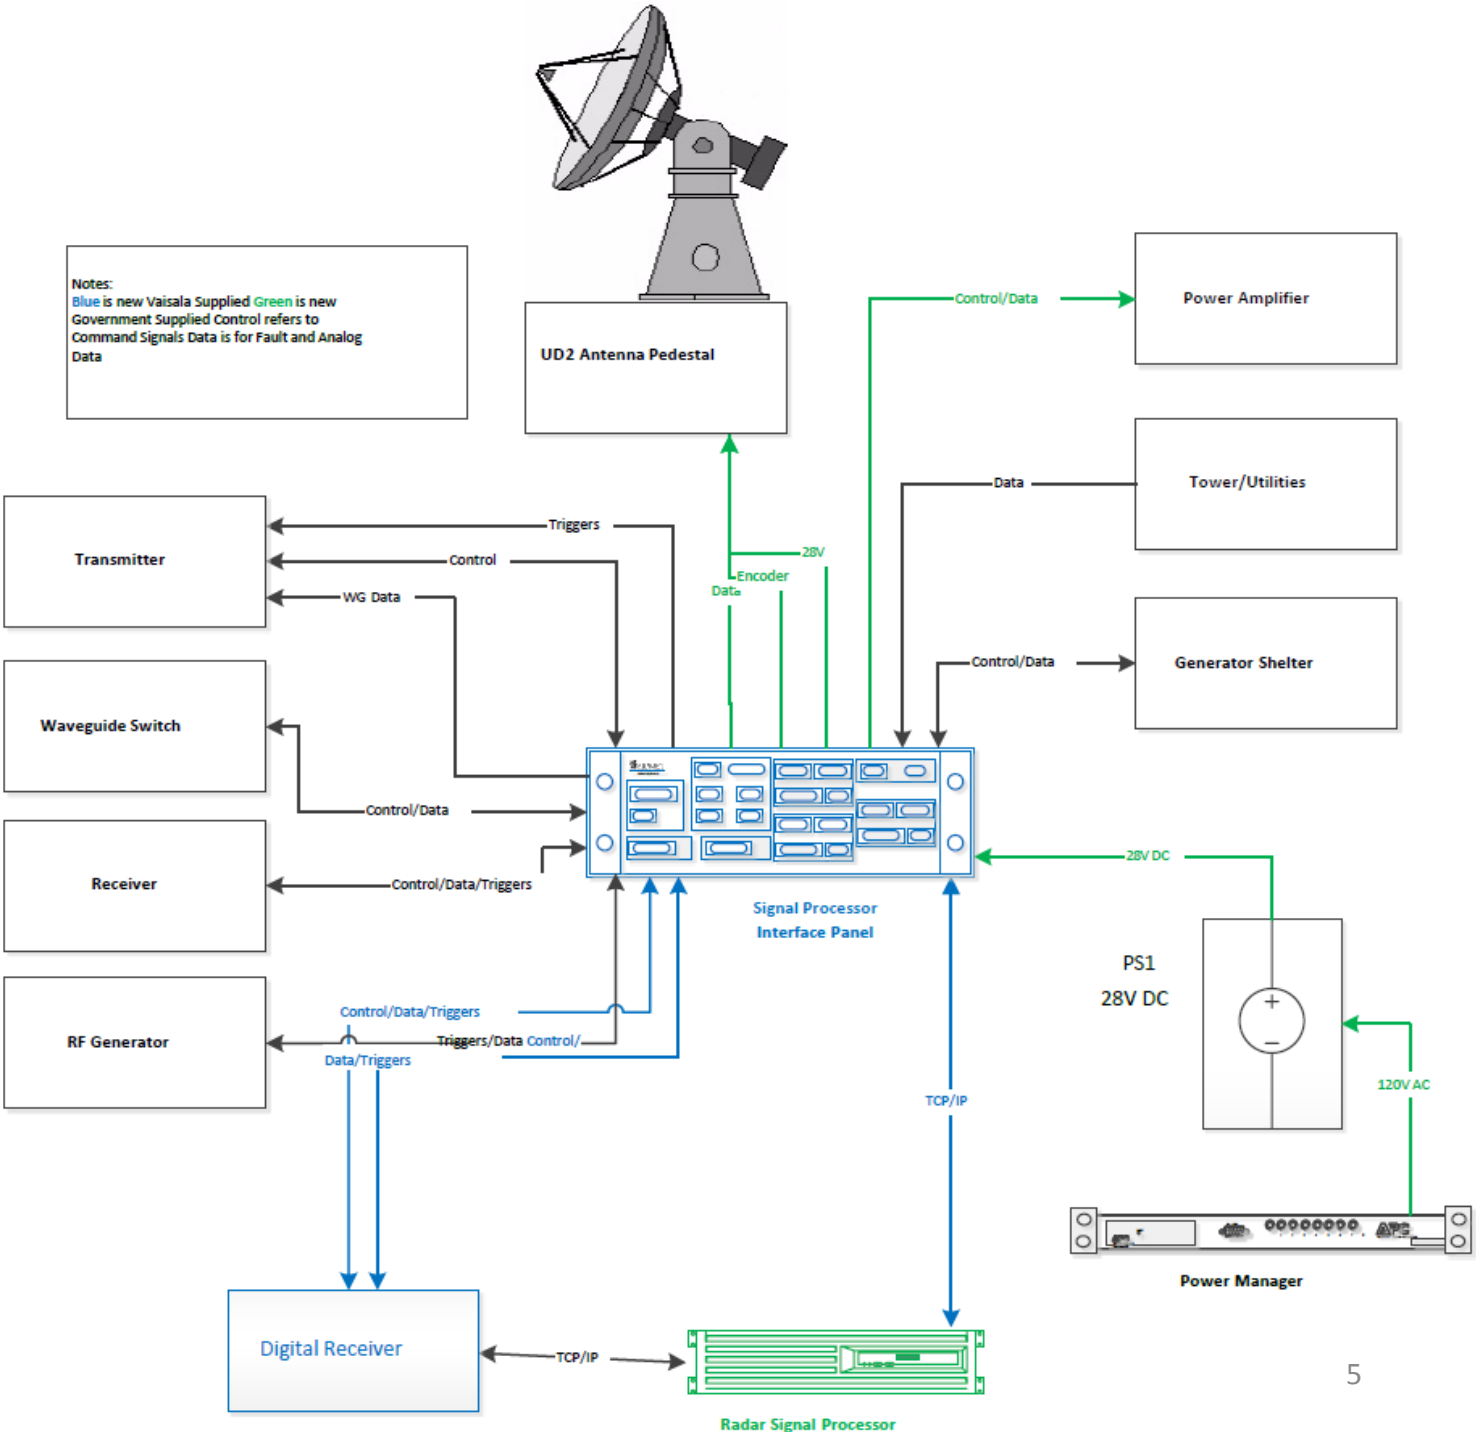 Notes:
Blue is new Vaisala Supplied Green is new
Government Supplied Control refers to
Command Signals Data is for Fault and Analog
Data
UD2 Antenna Pedestal
Control/Data
Power Amplifier
Data
Tower/Utilities
Control/Data
Generator Shelter
Transmitter
Triggers
Control
WG Data
28V
Encoder
Data
Waveguide Switch
Control/Data
Receiver
Control/Data/Triggers
Signal Processor
Interface Panel
28V DC
PS1
28V DC
+
−
120V AC
RF Generator
Control/Data/Triggers
Triggers/Data Control/
Data/Triggers
TCP/IP
APC
Power Manager
Digital Receiver
TCP/IP
Radar Signal Processor
5